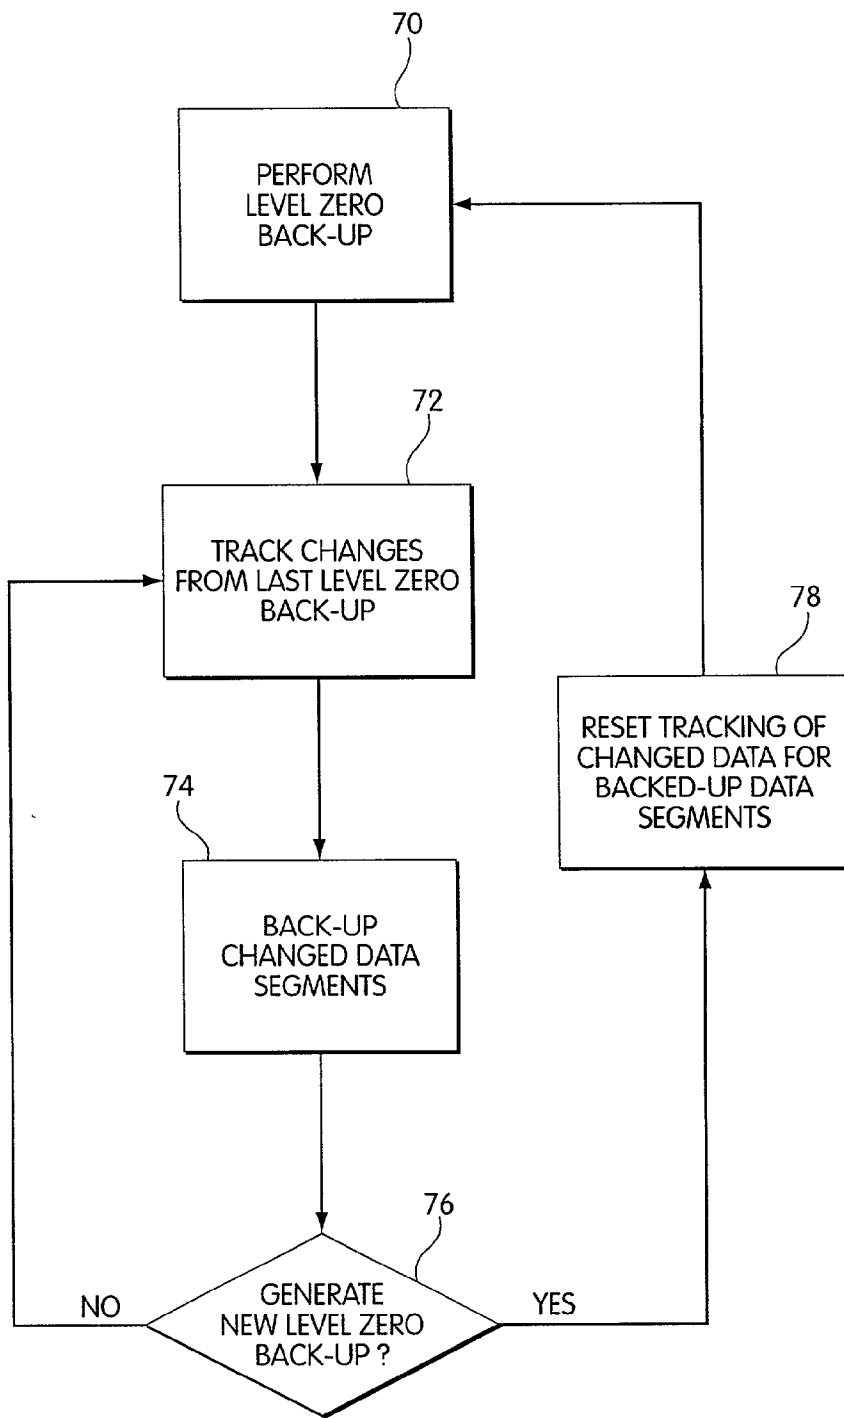 70
PERFORM
LEVEL ZERO
BACK-UP
72
TRACK CHANGES
FROM LAST LEVEL ZERO
BACK-UP
78
RESET TRACKING OF
CHANGED DATA FOR
BACKED-UP DATA
SEGMENTS
74
BACK-UP
CHANGED DATA
SEGMENTS
76
GENERATE
NEW LEVEL ZERO
BACK-UP ?
NO
YES